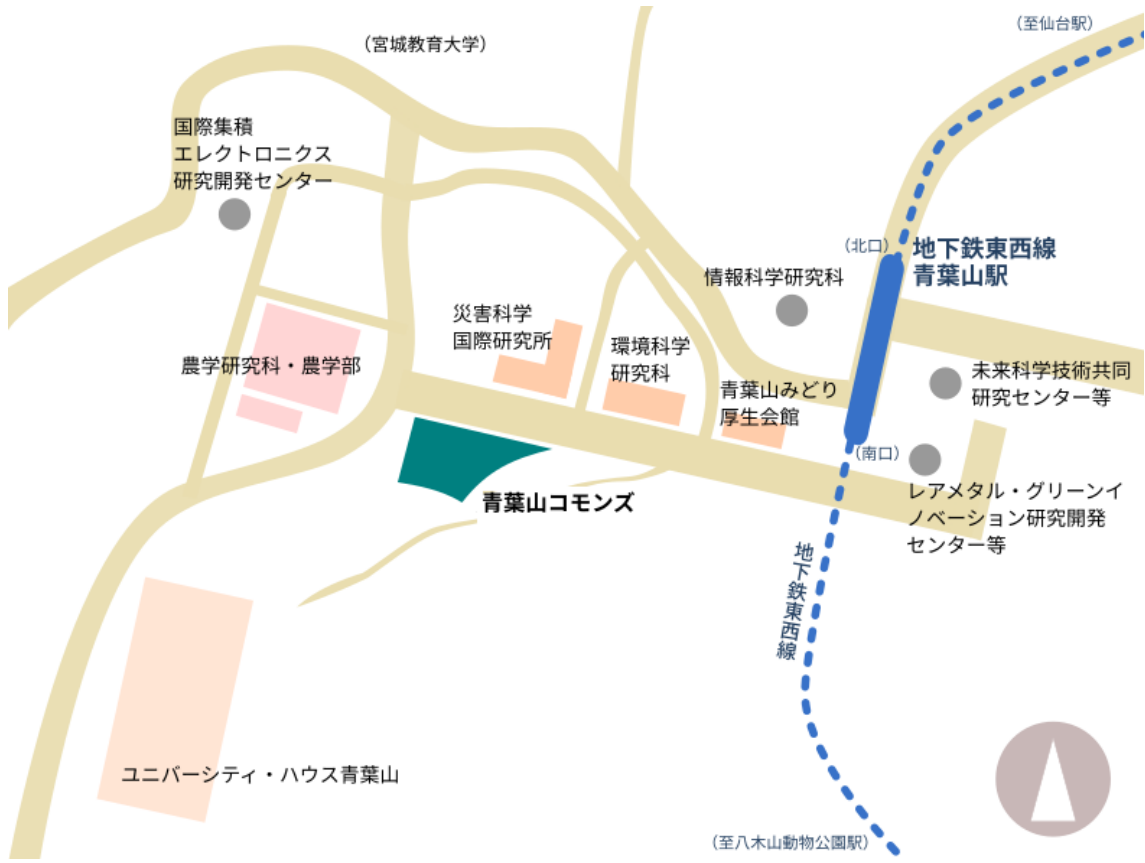 （至仙台駅）
（宮城教育大学）
国際集積
エレクトロニクス
研究開発センター
（北口）
地下鉄東西線
青葉山駅
情報科学研究科
災害科学
国際研究所
環境科学
研究科
農学研究科・農学部
未来科学技術共同
研究センター等
青葉山みどり
厚生会館
（南口）
レアメタル・グリーンイ
ノベーション研究開発
センター等
青葉山コモンズ
地下鉄東西線
ユニバーシティ・ハウス青葉山
（至八木山動物公園駅）